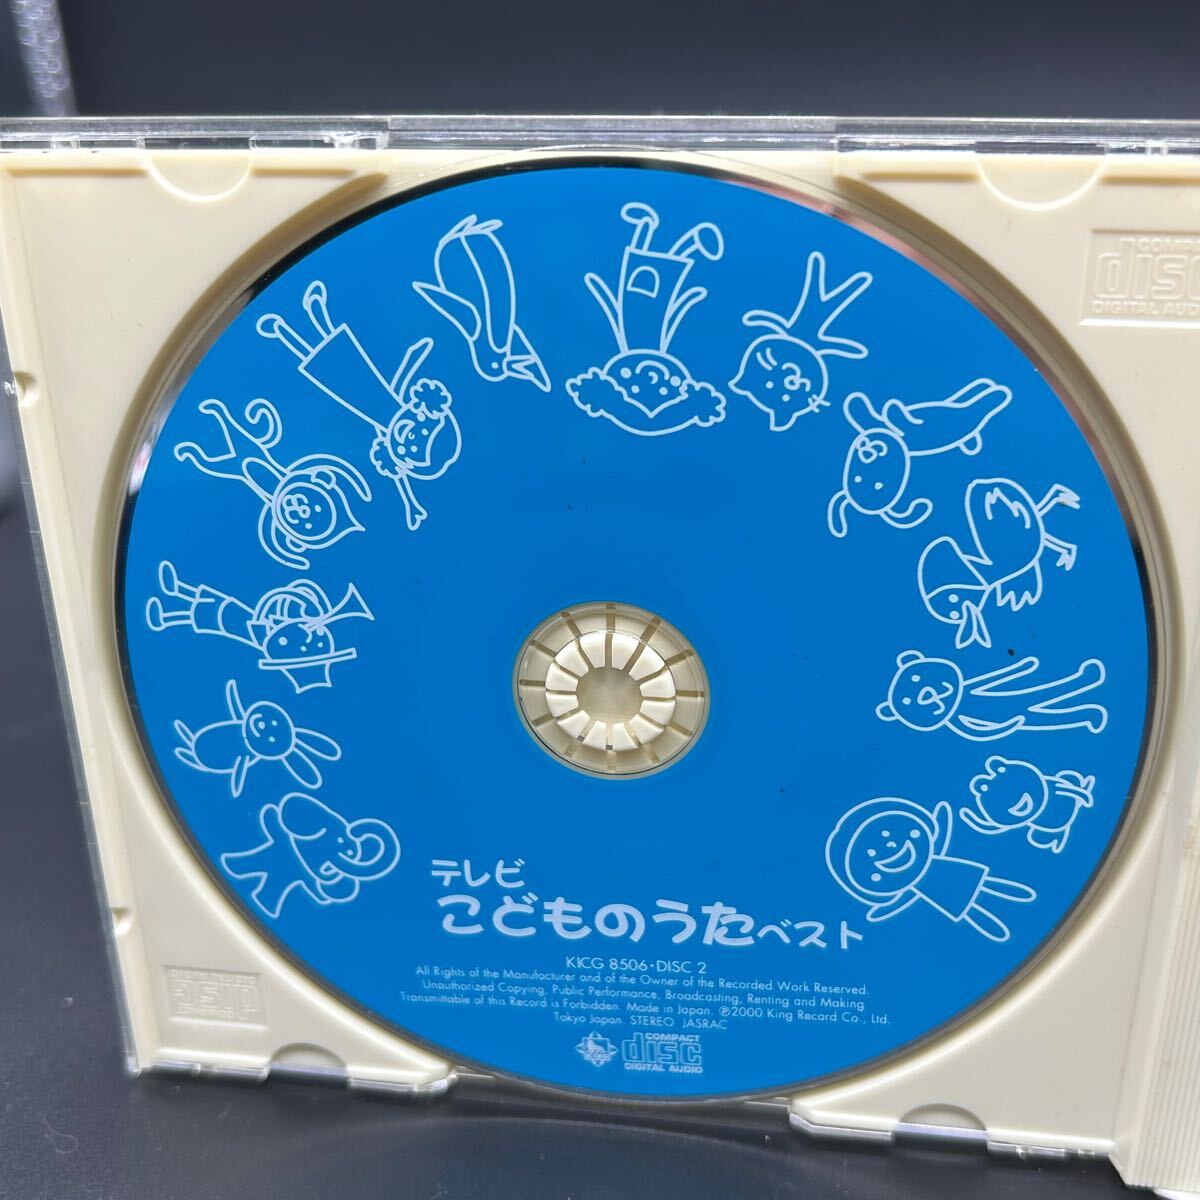 COMPACT
disc
DIGITAL AUDIO
テレビ
こどものうたベスト
KICG 8506・DISC 2
All Rights of the Manufacturer and of the Owner of the Recorded Work Reserved.
Unauthorized Copying, Public Performance, Broadcasting, Renting and Making
Transmittable of this Record is Forbidden. Made in Japan. ℗2000 King Record Co., Ltd.
Tokyo Japan. STEREO JASRAC
COMPACT
disc
DIGITAL AUDIO